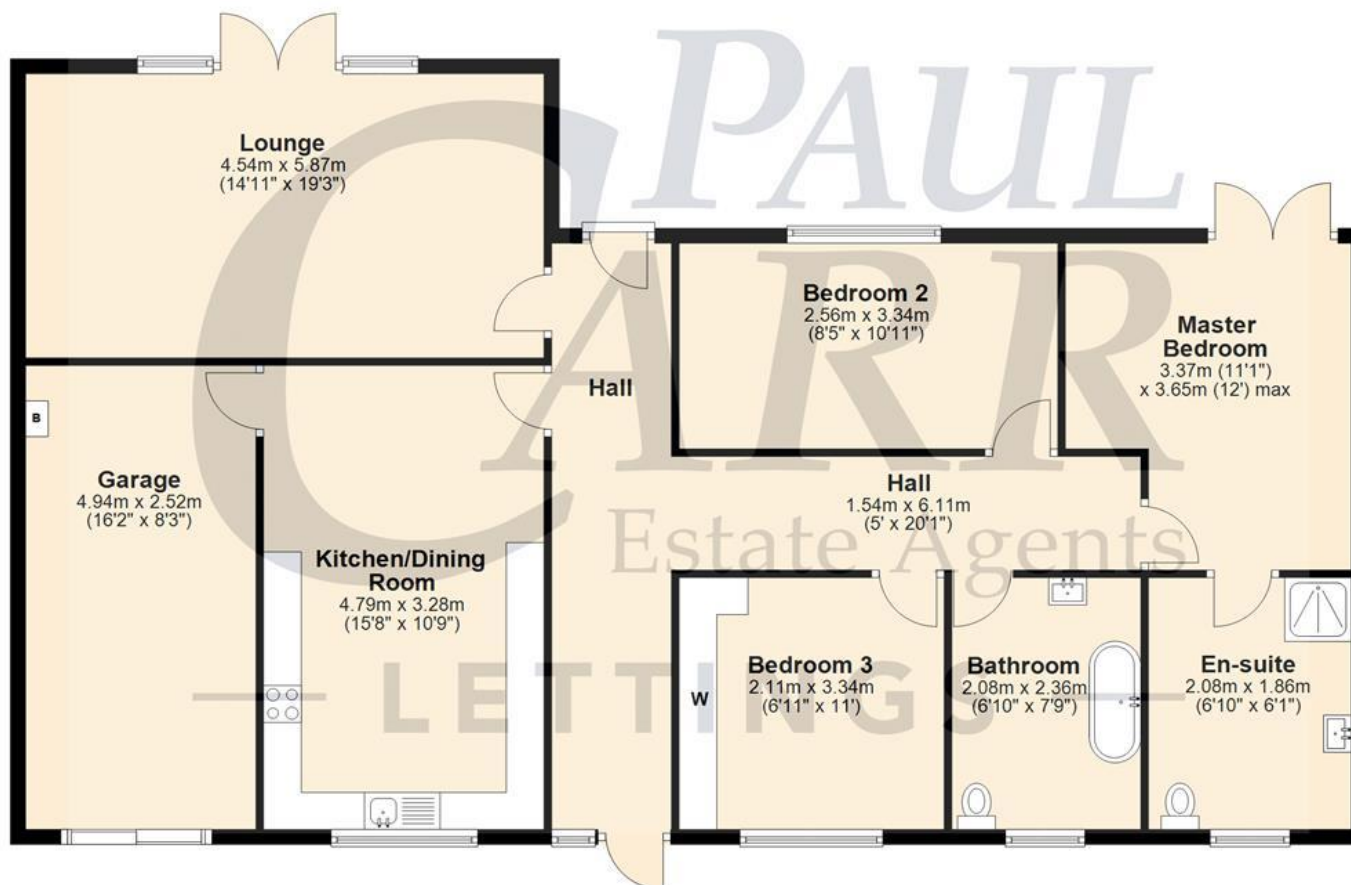 PAUL
CARR
Estate Agents
LETTINGS
Lounge
4.54m x 5.87m
(14'11" x 19'3")
Bedroom 2
2.56m x 3.34m
(8'5" x 10'11")
Master
Bedroom
3.37m (11'1")
x 3.65m (12') max
Hall
B
Garage
4.94m x 2.52m
(16'2" x 8'3")
Hall
1.54m x 6.11m
(5' x 20'1")
Kitchen/Dining
Room
4.79m x 3.28m
(15'8" x 10'9")
W
Bedroom 3
2.11m x 3.34m
(6'11" x 11')
Bathroom
2.08m x 2.36m
(6'10" x 7'9")
En-suite
2.08m x 1.86m
(6'10" x 6'1")